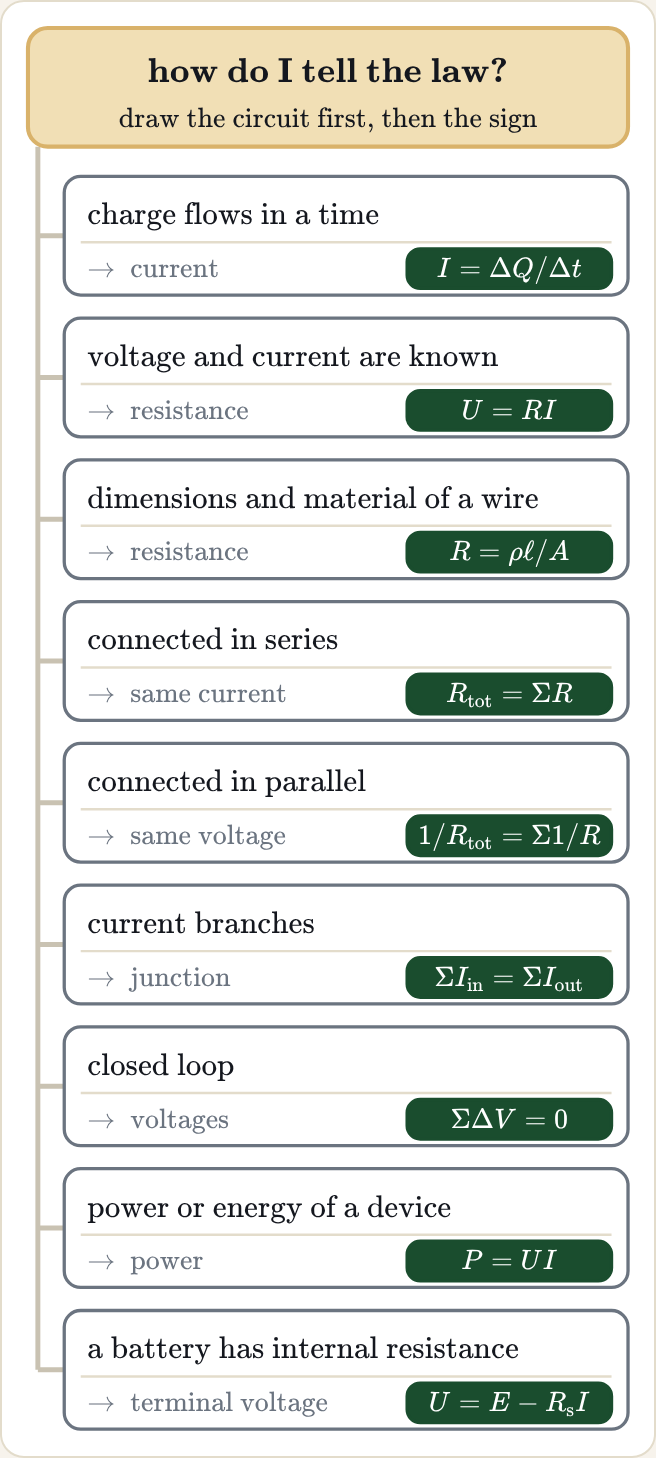 how do I tell the law?
draw the circuit first, then the sign
charge flows in a time
→ current I = ΔQ/Δt
voltage and current are known
→ resistance U = RI
dimensions and material of a wire
→ resistance R = ρℓ/A
connected in series
→ same current R_tot = ΣR
connected in parallel
→ same voltage 1/R_tot = Σ1/R
current branches
→ junction ΣI_in = ΣI_out
closed loop
→ voltages ΣΔV = 0
power or energy of a device
→ power P = UI
a battery has internal resistance
→ terminal voltage U = E − R_s I